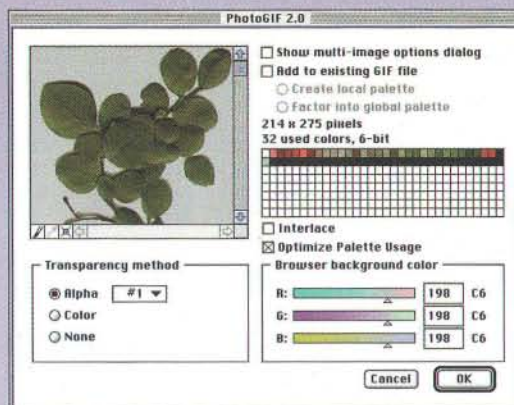 PhotoGIF 2.0
Show multi-image options dialog
Add to existing GIF file
Create local palette
Factor into global palette
214 x 275 pixels
32 used colors, 6-bit
Interlace
Optimize Palette Usage
Transparency method
Alpha #1
Color
None
Browser background color
R: 198 C6
G: 198 C6
B: 198 C6
Cancel OK